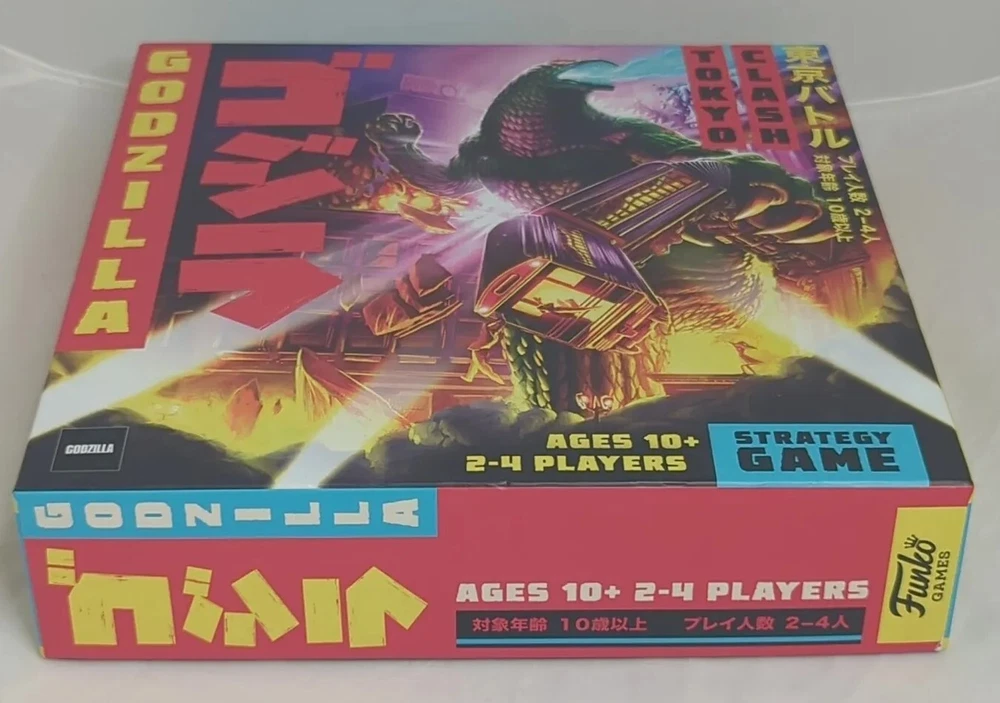 GODZILLA
ゴジラ
TOKYO
CLASH
東京バトル
プレイ人数 2-4人
対象年齢 10歳以上
GODZILLA
AGES 10+
2-4 PLAYERS
STRATEGY
GAME
GODZILLA
ゴジラ
AGES 10+ 2-4 PLAYERS
対象年齢 10歳以上 プレイ人数 2-4人
Funko
GAMES